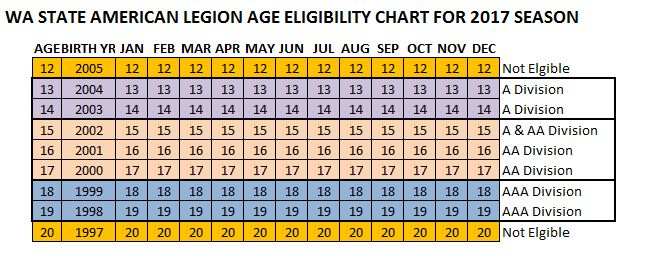 WA STATE AMERICAN LEGION AGE ELIGIBILITY CHART FOR 2017 SEASON
AGE BIRTH YR JAN FEB MAR APR MAY JUN JUL AUG SEP OCT NOV DEC
12 2005 12 12 12 12 12 12 12 12 12 12 12 12 Not Elgible
13 2004 13 13 13 13 13 13 13 13 13 13 13 13 A Division
14 2003 14 14 14 14 14 14 14 14 14 14 14 14 A Division
15 2002 15 15 15 15 15 15 15 15 15 15 15 15 A & AA Division
16 2001 16 16 16 16 16 16 16 16 16 16 16 16 AA Division
17 2000 17 17 17 17 17 17 17 17 17 17 17 17 AA Division
18 1999 18 18 18 18 18 18 18 18 18 18 18 18 AAA Division
19 1998 19 19 19 19 19 19 19 19 19 19 19 19 AAA Division
20 1997 20 20 20 20 20 20 20 20 20 20 20 20 Not Elgible